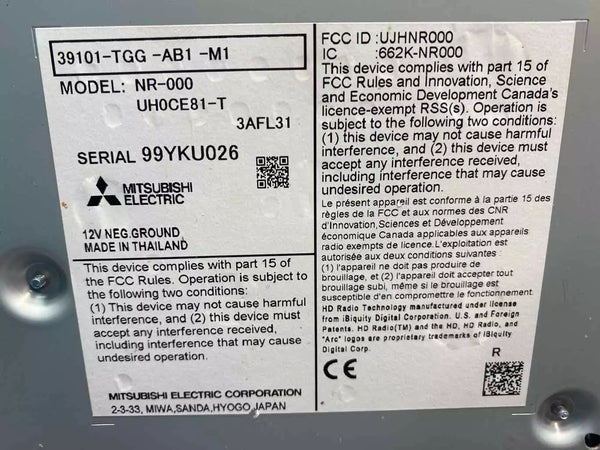 39101-TGG -AB1 -M1
MODEL: NR-000
UH0CE81-T
3AFL31
SERIAL 99YKU026
MITSUBISHI
ELECTRIC
12V NEG.GROUND
MADE IN THAILAND
This device complies with part 15 of
the FCC Rules. Operation is subject to
the following two conditions:
(1) This device may not cause harmful
interference, and (2) this device must
accept any interference received,
including interference that may cause
undesired operation.
MITSUBISHI ELECTRIC CORPORATION
2-3-33, MIWA,SANDA,HYOGO,JAPAN
FCC ID :UJHNR000
IC :662K-NR000
This device complies with part 15 of
FCC Rules and Innovation, Science
and Economic Development Canada's
licence-exempt RSS(s). Operation is
subject to the following two conditions:
(1) this device may not cause harmful
interference, and (2) this device must
accept any interference received,
including interference that may cause
undesired operation.
Le présent appareil est conforme à la partie 15 des
règles de la FCC et aux normes des CNR
d'Innovation,Sciences et Développement
économique Canada applicables aux appareils
radio exempts de licence.L'exploitation est
autorisée aux deux conditions suivantes :
(1) l'appareil ne doit pas produire de
brouillage, et (2) l'appareil doit accepter tout
brouillage subi, même si le brouillage est
susceptible d'en compromettre le fonctionnement.
HD Radio Technology manufactured under license
from iBiquity Digital Corporation. U.S. and Foreign
Patents. HD Radio(TM) and the HD, HD Radio, and
"Arc" logos are proprietary trademarks of iBiquity
Digital Corp.
CE
R